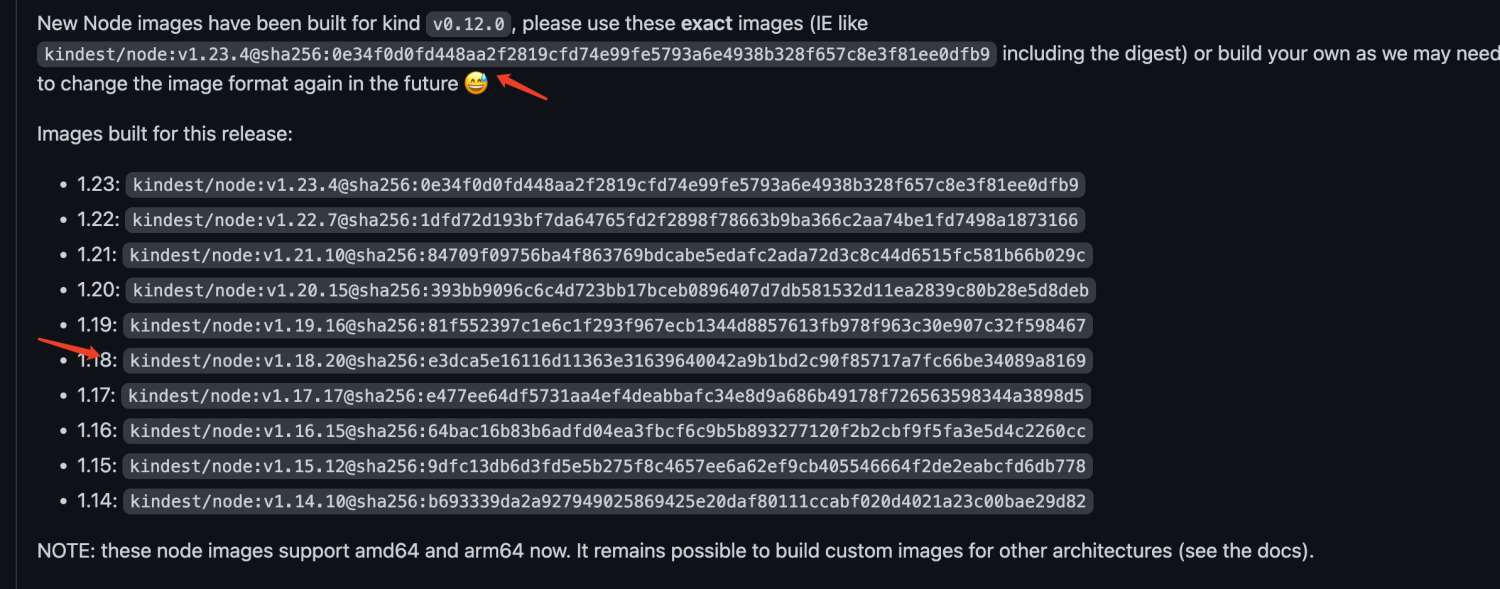 New Node images have been built for kind v0.12.0, please use these exact images (IE like
kindest/node:v1.23.4@sha256:0e34f0d0fd448aa2f2819cfd74e99fe5793a6e4938b328f657c8e3f81ee0dfb9 including the digest) or build your own as we may need
to change the image format again in the future 😅
Images built for this release:
• 1.23: kindest/node:v1.23.4@sha256:0e34f0d0fd448aa2f2819cfd74e99fe5793a6e4938b328f657c8e3f81ee0dfb9
• 1.22: kindest/node:v1.22.7@sha256:1dfd72d193bf7da64765fd2f2898f78663b9ba366c2aa74be1fd7498a1873166
• 1.21: kindest/node:v1.21.10@sha256:84709f09756ba4f863769bdcabe5edafc2ada72d3c8c44d6515fc581b66b029c
• 1.20: kindest/node:v1.20.15@sha256:393bb9096c6c4d723bb17bceb0896407d7db581532d11ea2839c80b28e5d8deb
• 1.19: kindest/node:v1.19.16@sha256:81f552397c1e6c1f293f967ecb1344d8857613fb978f963c30e907c32f598467
• 1.18: kindest/node:v1.18.20@sha256:e3dca5e16116d11363e31639640042a9b1bd2c90f85717a7fc66be34089a8169
• 1.17: kindest/node:v1.17.17@sha256:e477ee64df5731aa4ef4deabbafc34e8d9a686b49178f726563598344a3898d5
• 1.16: kindest/node:v1.16.15@sha256:64bac16b83b6adfd04ea3fbcf6c9b5b893277120f2b2cbf9f5fa3e5d4c2260cc
• 1.15: kindest/node:v1.15.12@sha256:9dfc13db6d3fd5e5b275f8c4657ee6a62ef9cb405546664f2de2eabcfd6db778
• 1.14: kindest/node:v1.14.10@sha256:b693339da2a927949025869425e20daf80111ccabf020d4021a23c00bae29d82
NOTE: these node images support amd64 and arm64 now. It remains possible to build custom images for other architectures (see the docs).